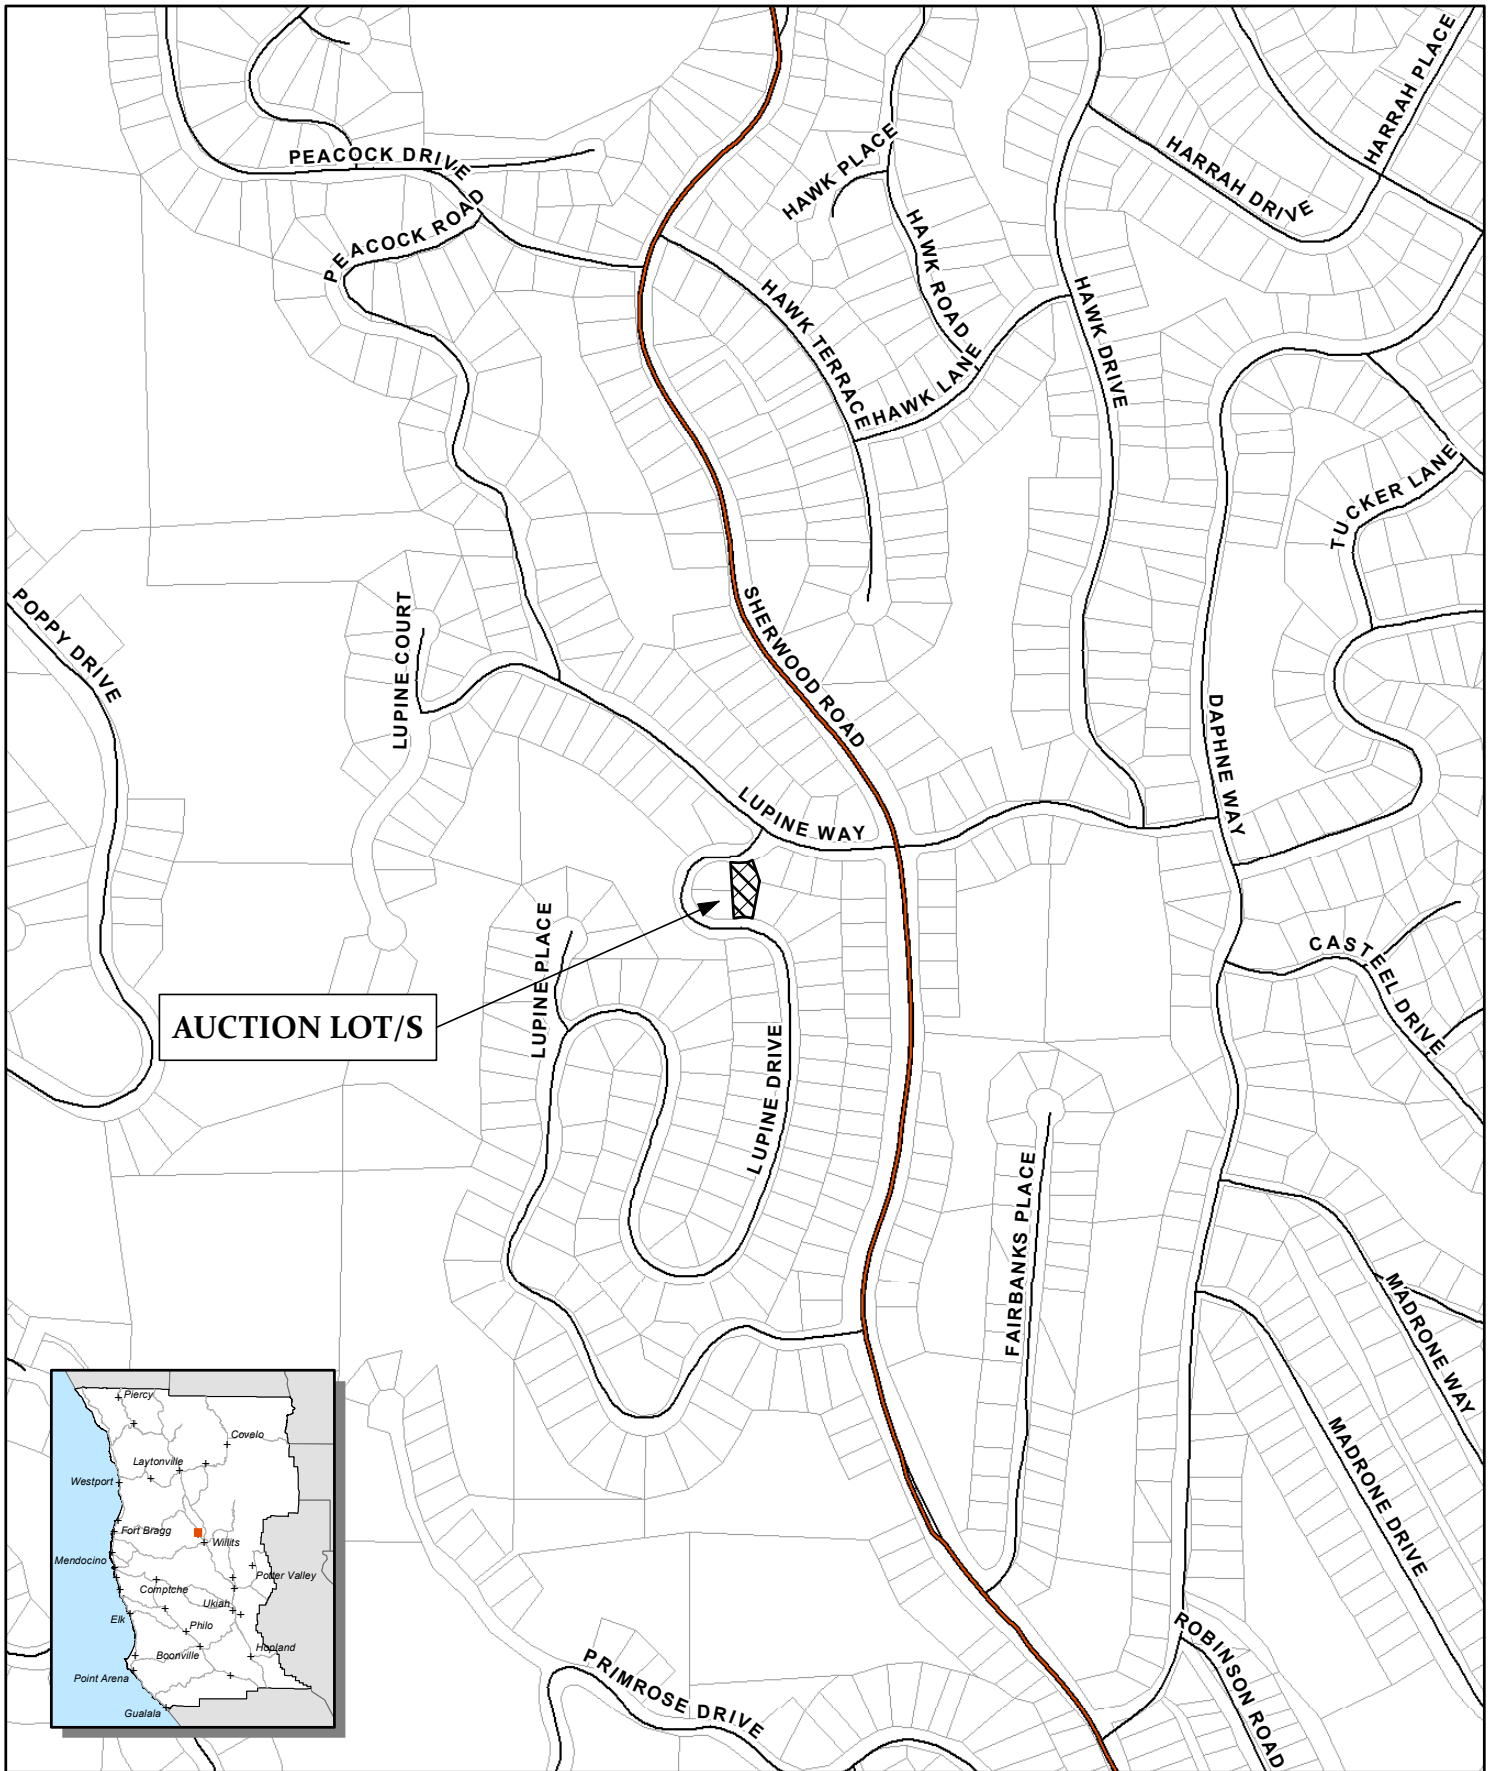 HARRAH PLACE
PEACOCK DRIVE
HAWK PLACE
HARRAH DRIVE
PEACOCK ROAD
HAWK ROAD
HAWK TERRACE
HAWK DRIVE
HAWK LANE
TUCKER LANE
POPPY DRIVE
LUPINE COURT
SHERWOOD ROAD
DAPHNE WAY
LUPINE WAY
LUPINE PLACE
CASTEEL DRIVE
AUCTION LOT/S
LUPINE DRIVE
FAIRBANKS PLACE
MADRONE WAY
MADRONE DRIVE
ROBINSON ROAD
PRIMROSE DRIVE
Piercy
Covelo
Laytonville
Westport
Fort Bragg
Willits
Mendocino
Potter Valley
Comptche
Ukiah
Elk
Philo
Hopland
Boonville
Point Arena
Gualala